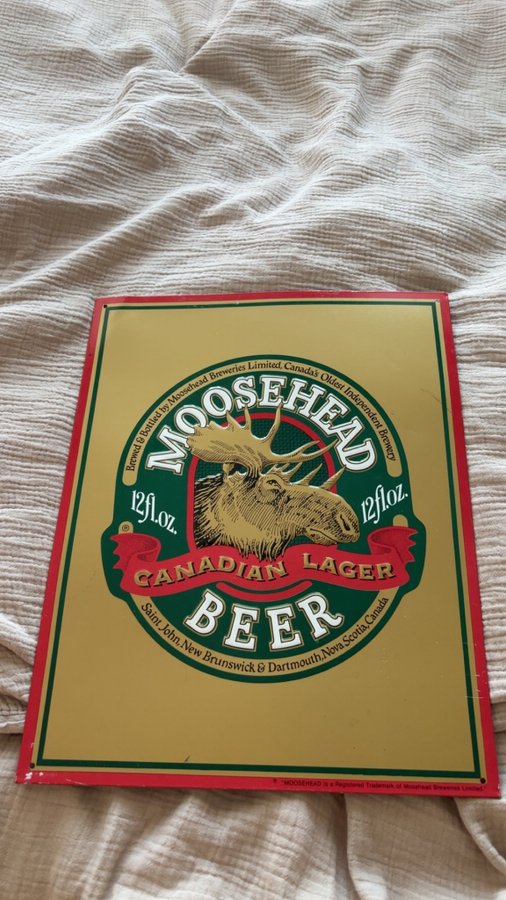 Brewed & Bottled by Moosehead Breweries Limited, Canada's Oldest Independent Brewery
MOOSEHEAD
12fl.oz. 12fl.oz.
®
CANADIAN LAGER
BEER
Saint John, New Brunswick & Dartmouth, Nova Scotia, Canada
® "MOOSEHEAD is a Registered Trademark of Moosehead Breweries Limited."